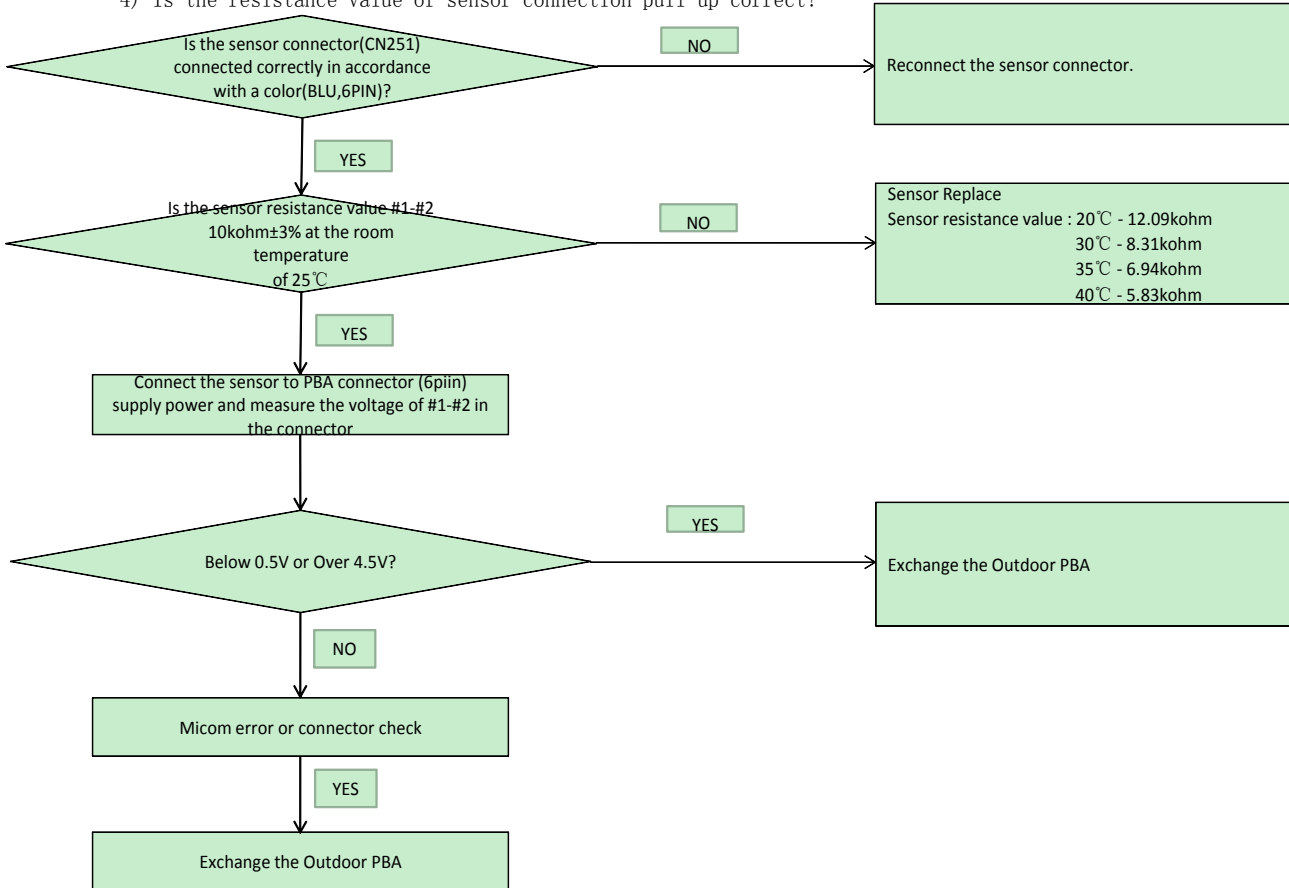 4) Is the resistance value of sensor connection pull up correct?
Is the sensor connector(CN251)
connected correctly in accordance
with a color(BLU,6PIN)?
NO
Reconnect the sensor connector.
YES
Is the sensor resistance value #1-#2
10kohm±3% at the room
temperature
of 25℃
NO
Sensor Replace
Sensor resistance value : 20℃ - 12.09kohm
30℃ - 8.31kohm
35℃ - 6.94kohm
40℃ - 5.83kohm
YES
Connect the sensor to PBA connector (6piin)
supply power and measure the voltage of #1-#2 in
the connector
Below 0.5V or Over 4.5V?
YES
Exchange the Outdoor PBA
NO
Micom error or connector check
YES
Exchange the Outdoor PBA